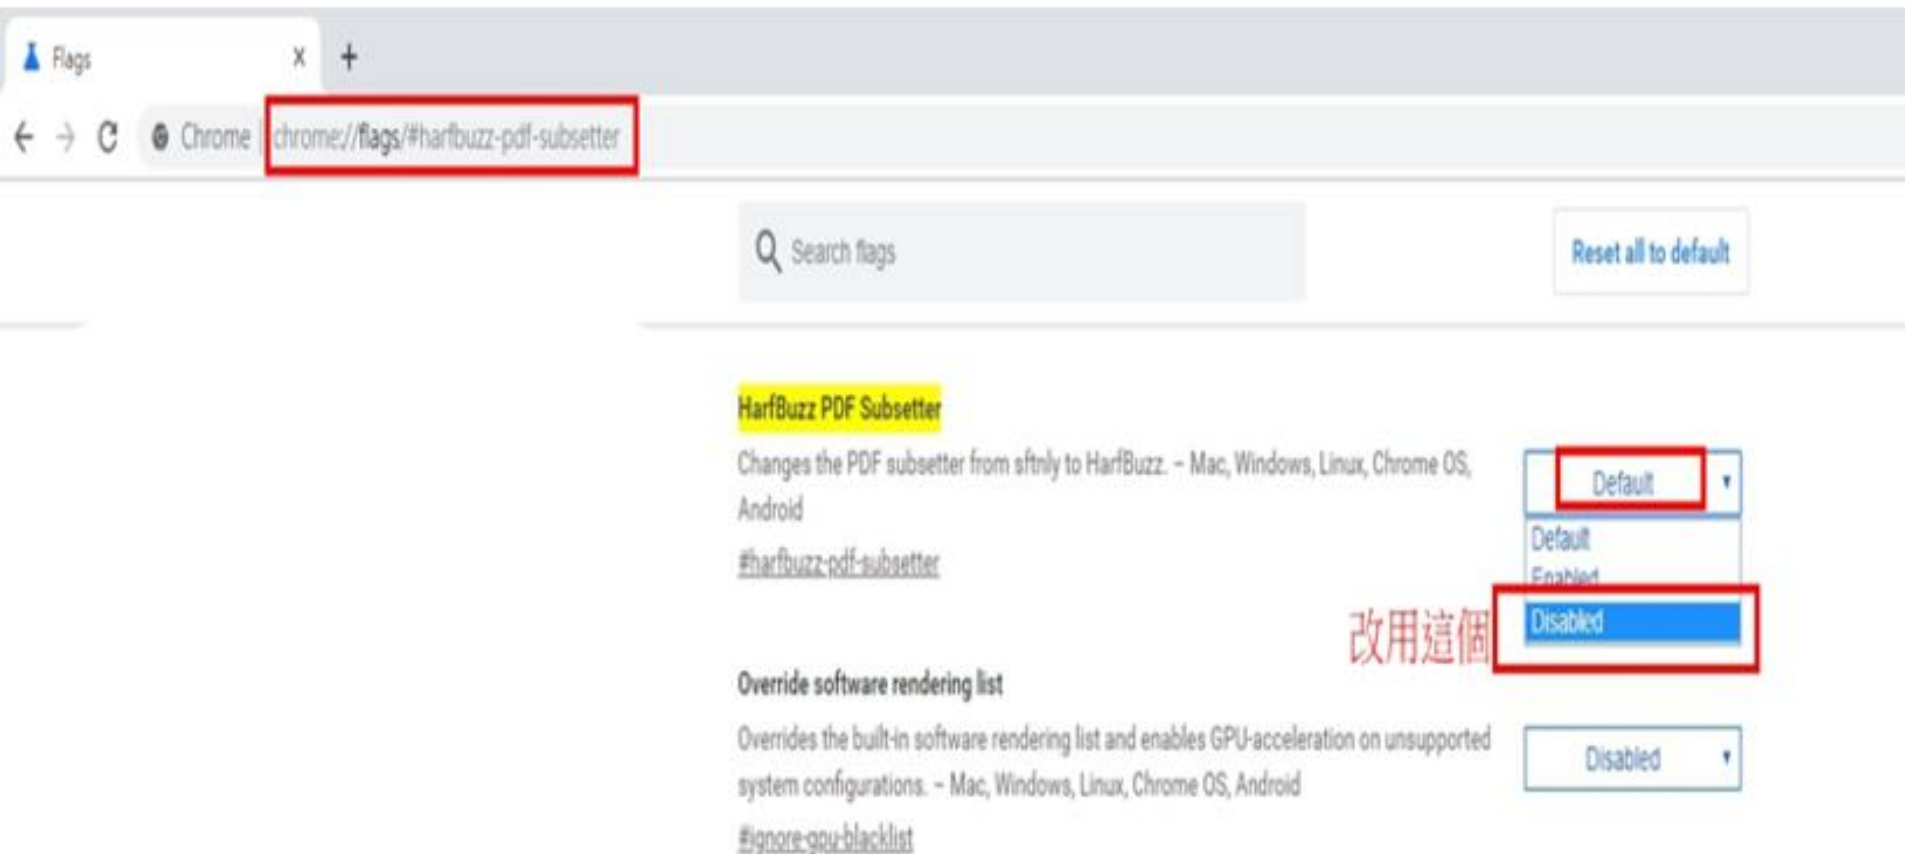 Flags x +
Chrome chrome://flags/#harfbuzz-pdf-subsetter
Search flags
Reset all to default
HarfBuzz PDF Subsetter
Changes the PDF subsetter from sftnly to HarfBuzz. – Mac, Windows, Linux, Chrome OS,
Android
#harfbuzz-pdf-subsetter
Default
Default
Enabled
Disabled
改用這個
Override software rendering list
Overrides the built-in software rendering list and enables GPU-acceleration on unsupported
system configurations. – Mac, Windows, Linux, Chrome OS, Android
#ignore-gpu-blacklist
Disabled